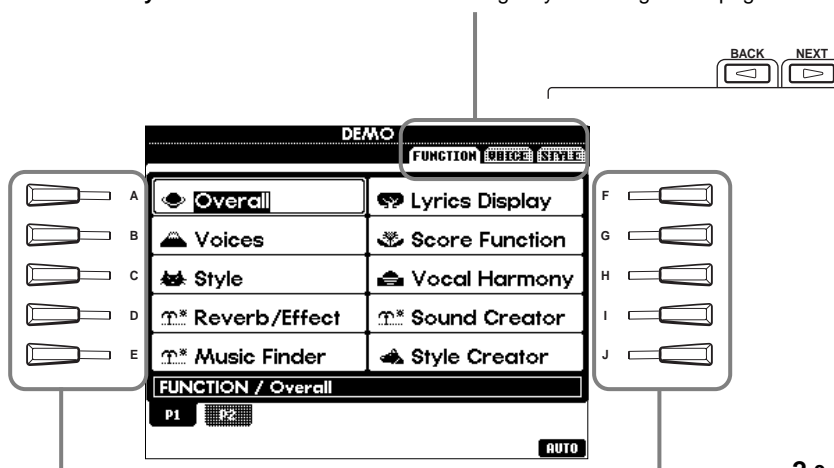 BACK NEXT
DEMO
FUNCTION VOICE STYLE
A Overall Lyrics Display F
B Voices Score Function G
C Style Vocal Harmony H
D Reverb/Effect Sound Creator I
E Music Finder Style Creator J
FUNCTION / Overall
P1 P2
AUTO